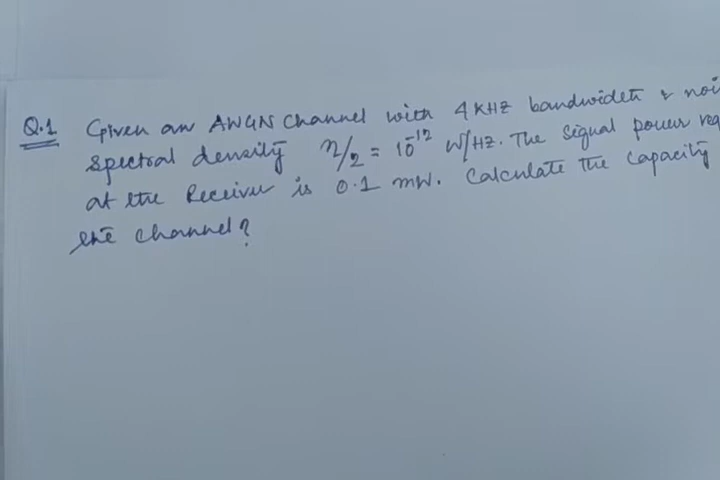 Q.1 Given an AWGN Channel with 4 KHZ bandwidth &
Spectral density η/2 = 10⁻¹² W/HZ. The signal power
at the Receiver is 0.1 mW. Calculate the capacity
the channel?